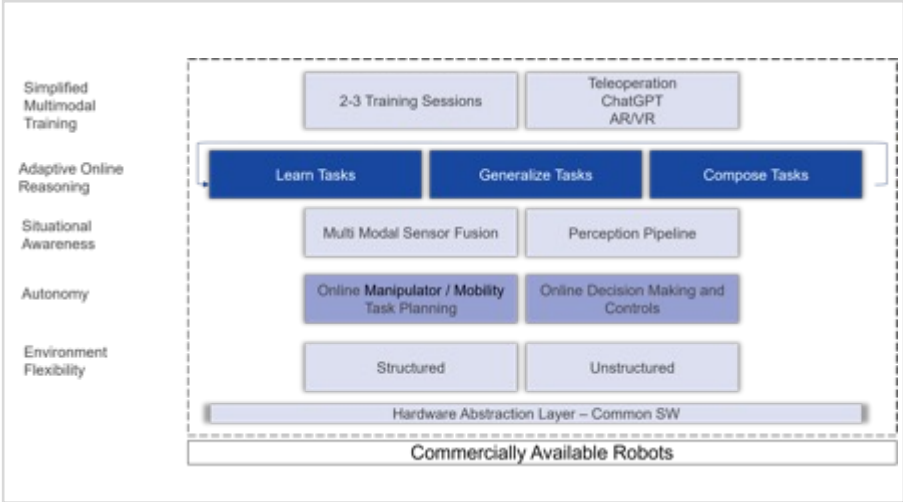 Simplified
Multimodal
Training
2-3 Training Sessions
Teleoperation
ChatGPT
AR/VR
Adaptive Online
Reasoning
Learn Tasks
Generalize Tasks
Compose Tasks
Situational
Awareness
Multi Modal Sensor Fusion
Perception Pipeline
Autonomy
Online Manipulator / Mobility
Task Planning
Online Decision Making and
Controls
Environment
Flexibility
Structured
Unstructured
Hardware Abstraction Layer – Common SW
Commercially Available Robots